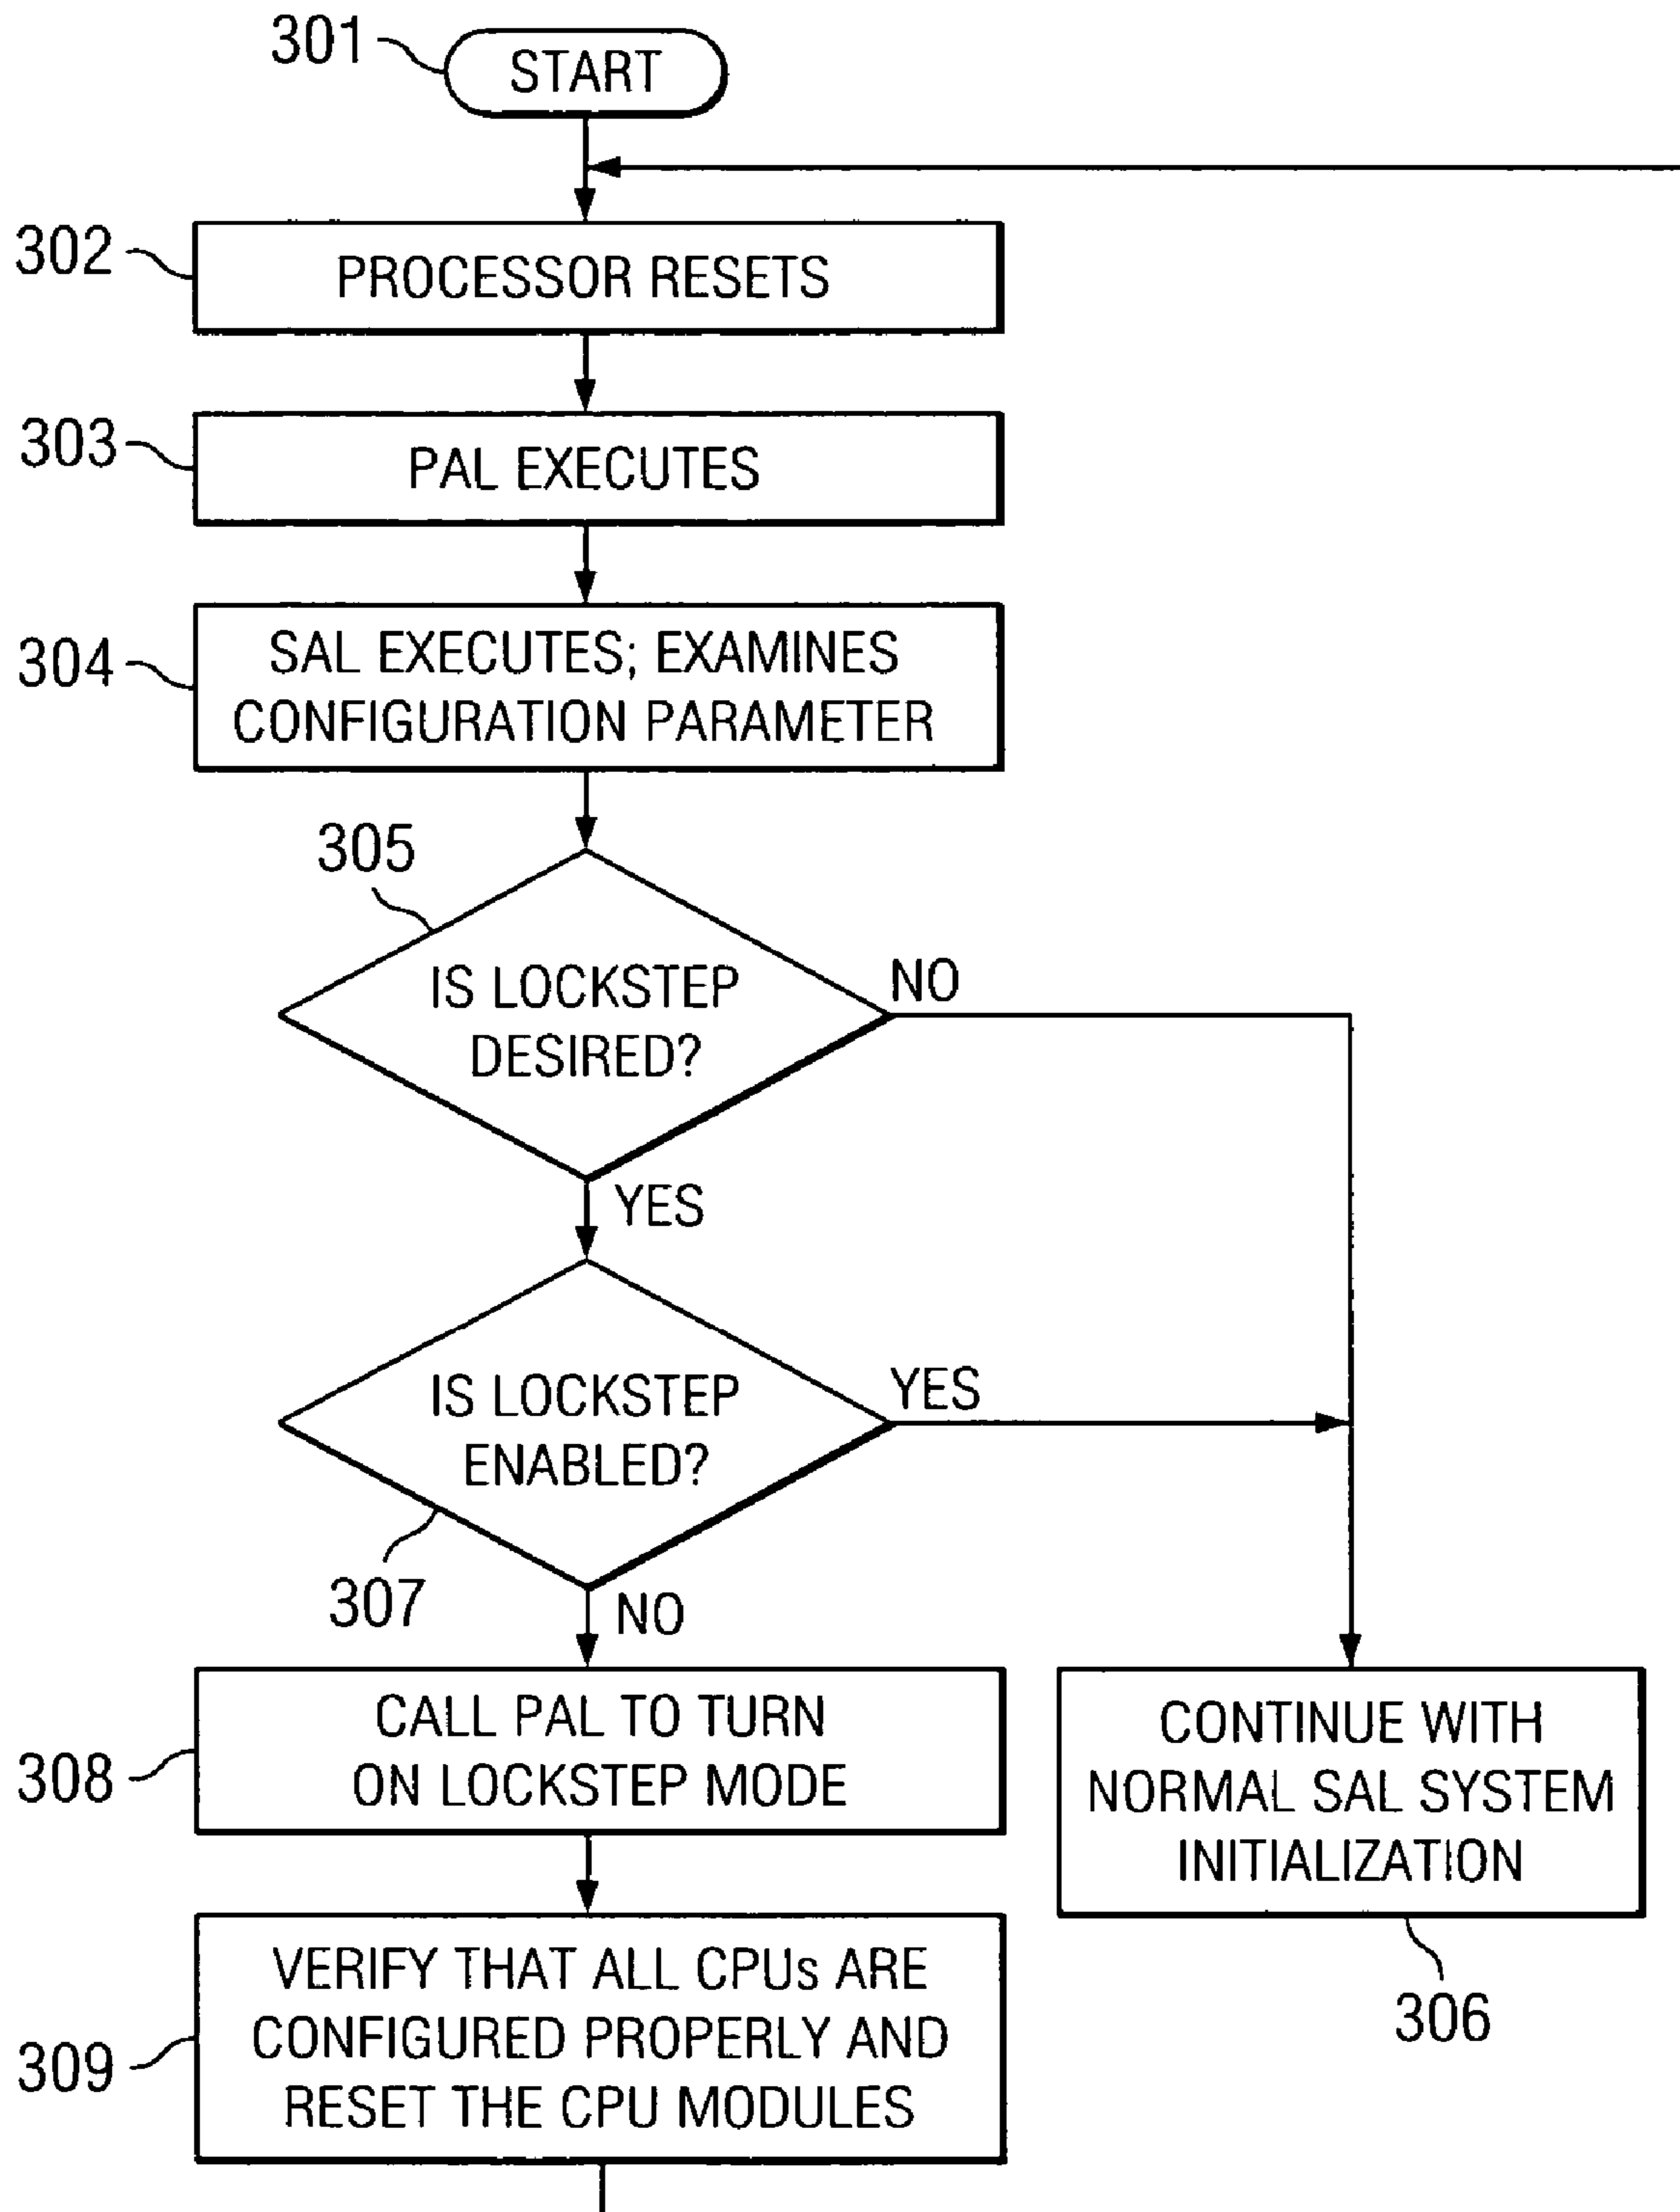 301
START
302
PROCESSOR RESETS
303
PAL EXECUTES
304
SAL EXECUTES; EXAMINES
CONFIGURATION PARAMETER
305
IS LOCKSTEP
DESIRED?
NO
YES
IS LOCKSTEP
ENABLED?
YES
307
NO
308
CALL PAL TO TURN
ON LOCKSTEP MODE
CONTINUE WITH
NORMAL SAL SYSTEM
INITIALIZATION
306
309
VERIFY THAT ALL CPUs ARE
CONFIGURED PROPERLY AND
RESET THE CPU MODULES